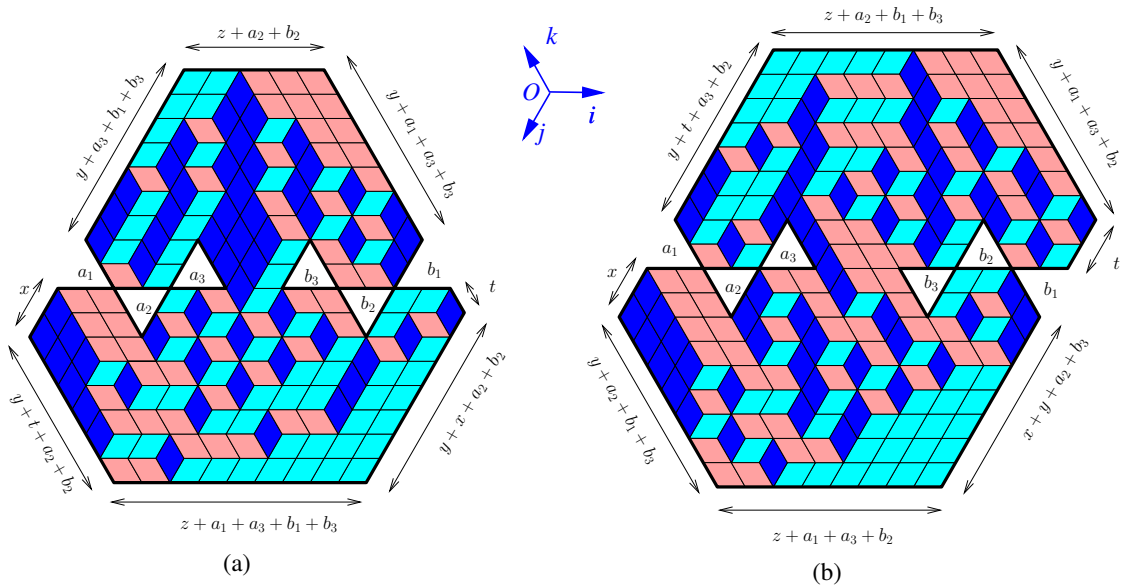 z + a₂ + b₂
y + a₃ + b₁ + b₃
y + a₁ + a₃ + b₃
a₁
a₃
b₃
b₁
x
a₂
b₂
t
y + t + a₂ + b₂
y + x + a₂ + b₂
z + a₁ + a₃ + b₁ + b₃
(a)
k
O
i
j
z + a₂ + b₁ + b₃
y + t + a₃ + b₂
y + a₁ + a₃ + b₂
a₁
a₃
b₂
t
x
a₂
b₃
b₁
y + a₂ + b₁ + b₃
x + y + a₂ + b₃
z + a₁ + a₃ + b₂
(b)